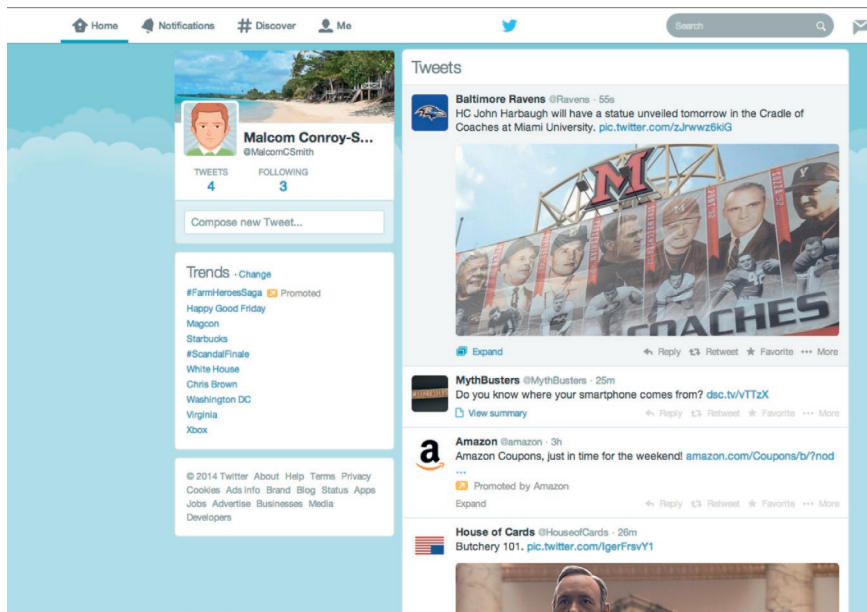 Home
Notifications
Discover
Me
Search
Malcom Conroy-S...
@MalcomCSmith
TWEETS
4
FOLLOWING
3
Compose new Tweet...
Trends · Change
#FarmHeroesSaga Promoted
Happy Good Friday
Magcon
Starbucks
#ScandalFinale
White House
Chris Brown
Washington DC
Virginia
Xbox
© 2014 Twitter About Help Terms Privacy
Cookies Ads info Brand Blog Status Apps
Jobs Advertise Businesses Media
Developers
Tweets
Baltimore Ravens @Ravens · 55s
HC John Harbaugh will have a statue unveiled tomorrow in the Cradle of
Coaches at Miami University. pic.twitter.com/zJrwwz6kiG
M
COACHES
Expand
Reply Retweet Favorite ••• More
MythBusters @MythBusters · 25m
Do you know where your smartphone comes from? dsc.tv/vTTzX
View summary
Reply Retweet Favorite ••• More
Amazon @amazon · 3h
Amazon Coupons, just in time for the weekend! amazon.com/Coupons/b/?nod
...
Promoted by Amazon
Expand
Reply Retweet Favorite ••• More
House of Cards @HouseofCards · 26m
Butchery 101. pic.twitter.com/IgerFrsvY1